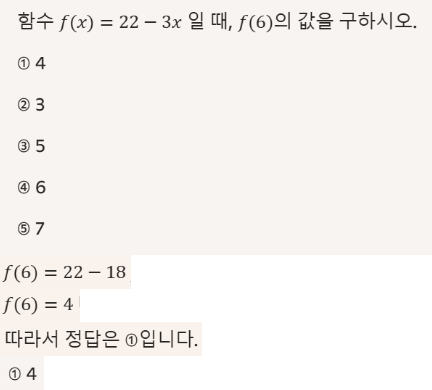 함수 f(x) = 22 − 3x 일 때, f(6)의 값을 구하시오.
① 4
② 3
③ 5
④ 6
⑤ 7
f(6) = 22 − 18
f(6) = 4
따라서 정답은 ①입니다.
① 4